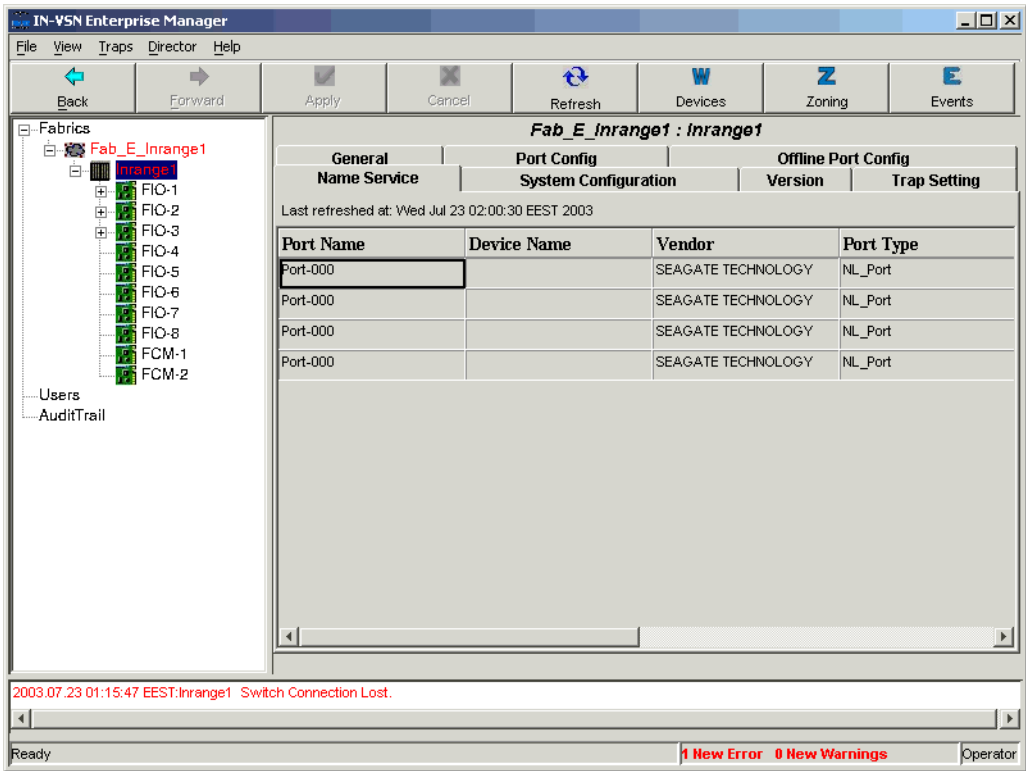 IN-VSN Enterprise Manager
File View Traps Director Help
Back Forward Apply Cancel Refresh Devices Zoning Events
Fabrics
Fab_E_Inrange1
Inrange1
FIO-1
FIO-2
FIO-3
FIO-4
FIO-5
FIO-6
FIO-7
FIO-8
FCM-1
FCM-2
Users
AuditTrail
Fab_E_Inrange1 : Inrange1
General Port Config Offline Port Config
Name Service System Configuration Version Trap Setting
Last refreshed at: Wed Jul 23 02:00:30 EEST 2003
Port Name Device Name Vendor Port Type
Port-000 SEAGATE TECHNOLOGY NL_Port
Port-000 SEAGATE TECHNOLOGY NL_Port
Port-000 SEAGATE TECHNOLOGY NL_Port
Port-000 SEAGATE TECHNOLOGY NL_Port
2003.07.23 01:15:47 EEST:Inrange1 Switch Connection Lost.
Ready 1 New Error 0 New Warnings Operator